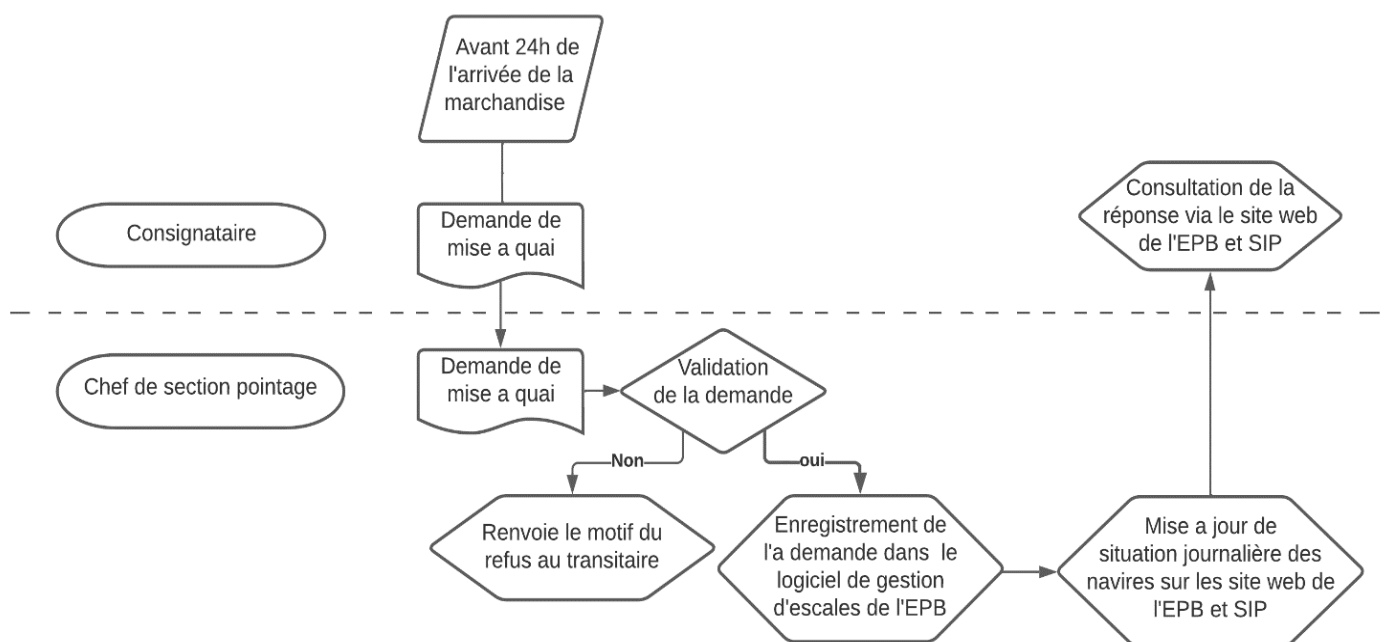 Avant 24h de
l'arrivée de la
marchandise
Consignataire
Demande de
mise a quai
Consultation de la
réponse via le site web
de l'EPB et SIP
Chef de section pointage
Demande de
mise a quai
Validation
de la demande
Non
oui
Renvoie le motif du
refus au transitaire
Enregistrement de
l'a demande dans le
logiciel de gestion
d'escales de l'EPB
Mise a jour de
situation journalière des
navires sur les site web de
l'EPB et SIP